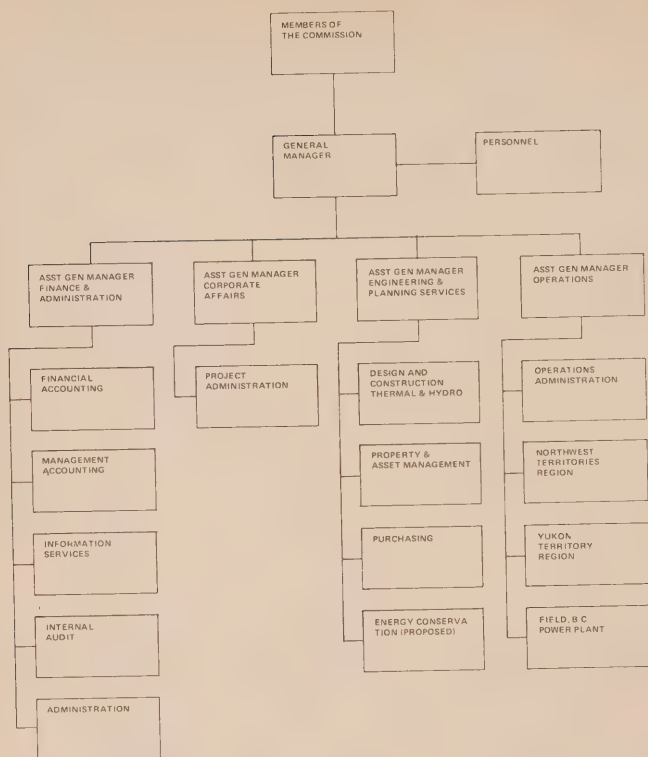 MEMBERS OF
THE COMMISSION
GENERAL
MANAGER
PERSONNEL
ASST GEN MANAGER
FINANCE &
ADMINISTRATION
ASST GEN MANAGER
CORPORATE
AFFAIRS
ASST GEN MANAGER
ENGINEERING &
PLANNING SERVICES
ASST GEN MANAGER
OPERATIONS
FINANCIAL
ACCOUNTING
MANAGEMENT
ACCOUNTING
INFORMATION
SERVICES
INTERNAL
AUDIT
ADMINISTRATION
PROJECT
ADMINISTRATION
DESIGN AND
CONSTRUCTION
THERMAL & HYDRO
PROPERTY &
ASSET MANAGEMENT
PURCHASING
ENERGY CONSERVA
TION (PROPOSED)
OPERATIONS
ADMINISTRATION
NORTHWEST
TERRITORIES
REGION
YUKON
TERRITORY
REGION
FIELD, B C
POWER PLANT